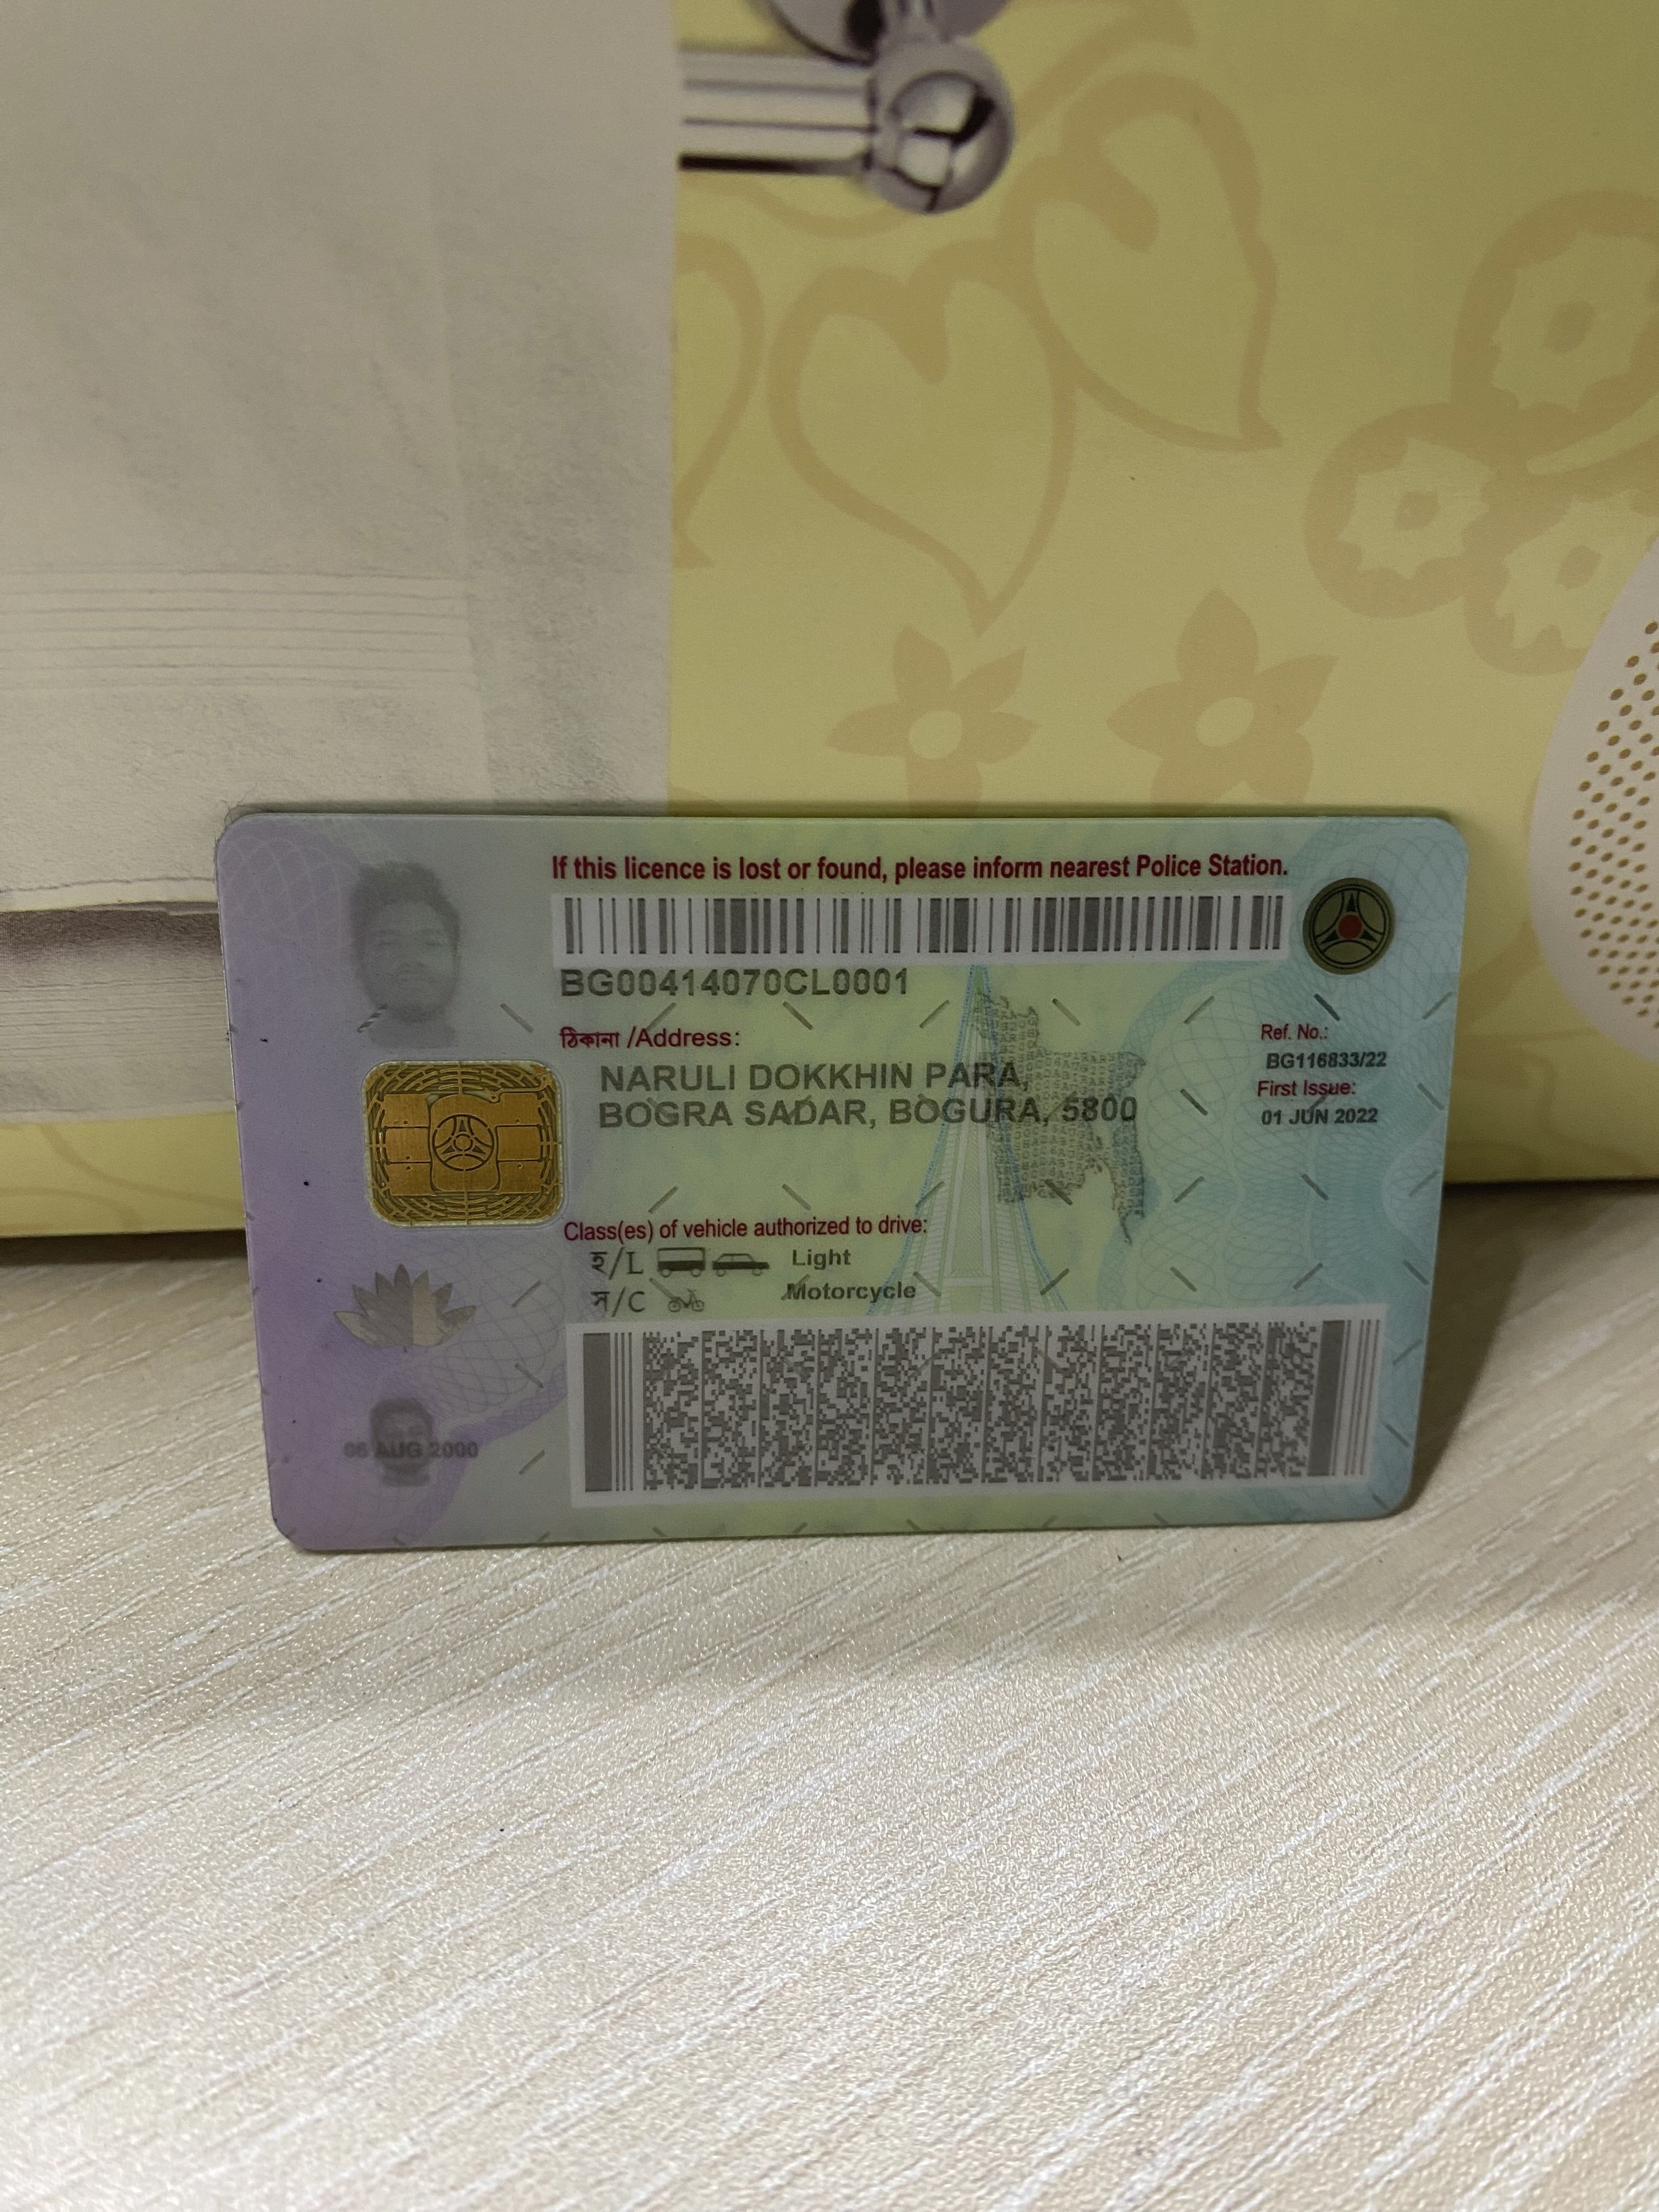 If this licence is lost or found, please inform nearest Police Station.
BG00414070CL0001
ঠিকানা /Address:
NARULI DOKKHIN PARA,
BOGRA SADAR, BOGURA, 5800
Ref. No.:
BG116833/22
First Issue:
01 JUN 2022
Class(es) of vehicle authorized to drive:
হ/L Light
স/C Motorcycle
06 AUG 2000